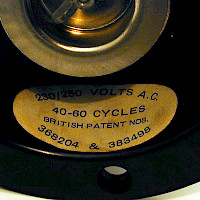 230/250 VOLTS A.C.
40-60 CYCLES
BRITISH PATENT NOS.
368204 & 383498